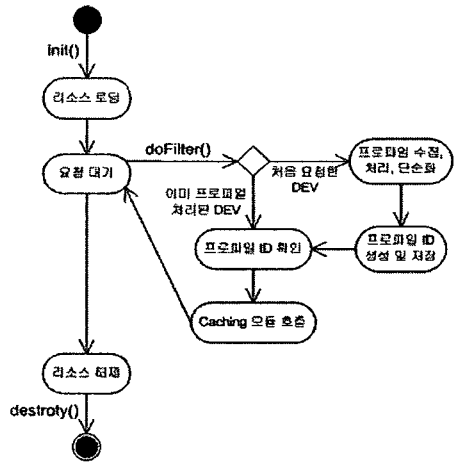 init()
리소스 로딩
요청 대기
doFilter()
처음 요청한
DEV
프로파일 수집,
처리, 단순화
이미 프로파일
처리된 DEV
프로파일 ID 확인
프로파일 ID
생성 및 저장
Caching 모듈 호출
리소스 해제
destroty()